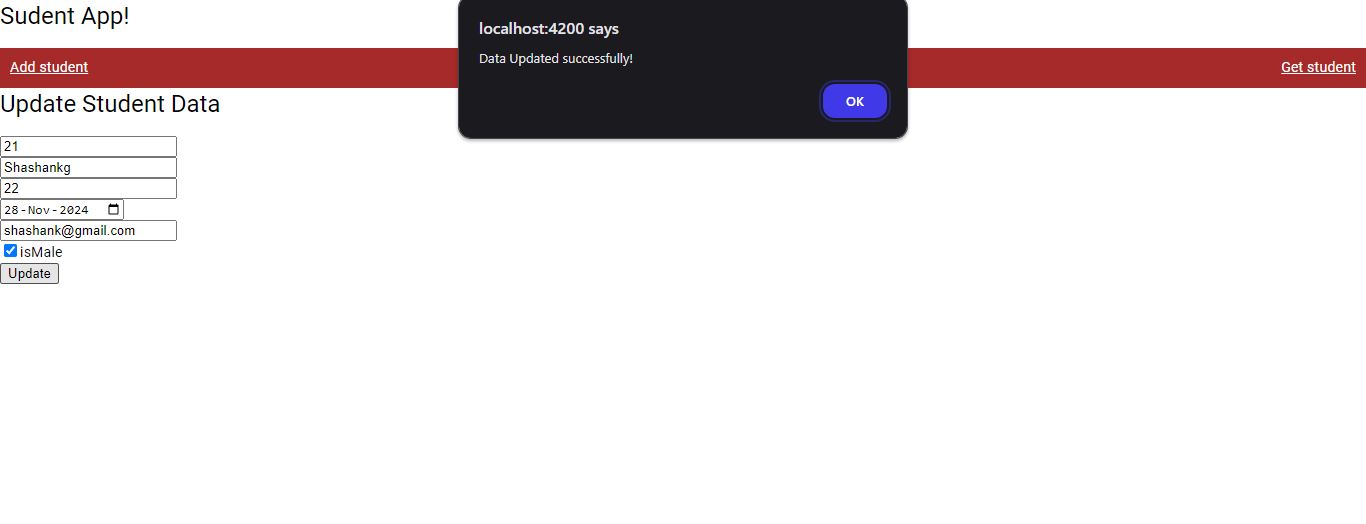 Sudent App!
localhost:4200 says
Data Updated successfully!
OK
Add student
Get student
Update Student Data
21
Shashankg
22
28-Nov-2024
shashank@gmail.com
isMale
Update